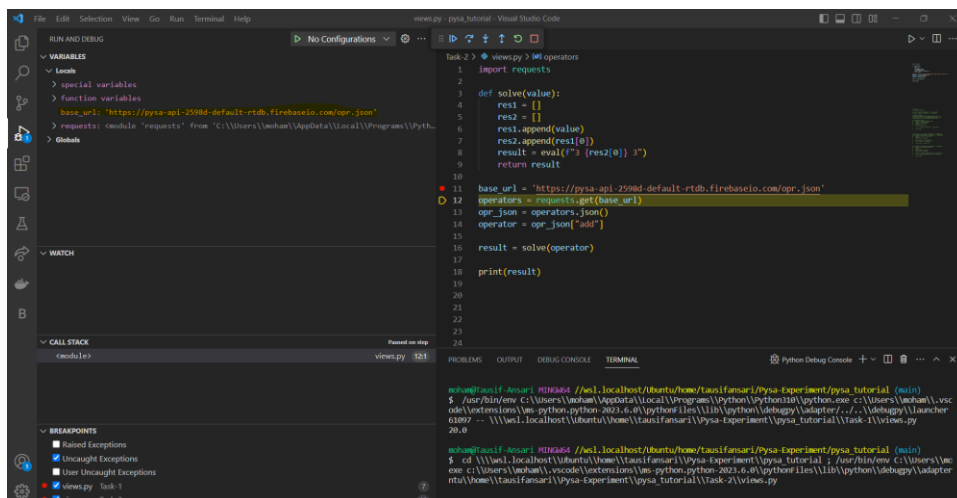 File Edit Selection View Go Run Terminal Help
views.py - pysa_tutorial - Visual Studio Code
RUN AND DEBUG
No Configurations
VARIABLES
Locals
special variables
function variables
base_url: 'https://pysa-api-2598d-default-rtdb.firebaseio.com/opr.json'
requests: <module 'requests' from 'C:\\Users\\moham\\AppData\\Local\\Programs\\Pyth…
Globals
WATCH
CALL STACK
Paused on step
<module>
views.py 12:1
BREAKPOINTS
Raised Exceptions
Uncaught Exceptions
User Uncaught Exceptions
views.py Task-1
7
Task-2 > views.py > operators
1 import requests
2
3 def solve(value):
4 res1 = []
5 res2 = []
6 res1.append(value)
7 res2.append(res1[0])
8 result = eval(f"3 {res2[0]} 3")
9 return result
10
11 base_url = 'https://pysa-api-2598d-default-rtdb.firebaseio.com/opr.json'
12 operators = requests.get(base_url)
13 opr_json = operators.json()
14 operator = opr_json["add"]
15
16 result = solve(operator)
17
18 print(result)
19
20
21
22
23
24
PROBLEMS OUTPUT DEBUG CONSOLE TERMINAL
Python Debug Console
moham@Tausif-Ansari MINGW64 //wsl.localhost/Ubuntu/home/tausifansari/Pysa-Experiment/pysa_tutorial (main)
$ /usr/bin/env C:\\Users\\moham\\AppData\\Local\\Programs\\Python\\Python310\\python.exe c:\\Users\\moham\\.vsc
ode\\extensions\\ms-python.python-2023.6.0\\pythonFiles\\lib\\python\\debugpy\\adapter/../..\\debugpy\\launcher
61097 -- \\\\wsl.localhost\\Ubuntu\\home\\tausifansari\\Pysa-Experiment\\pysa_tutorial\\Task-1\\views.py
20.0
moham@Tausif-Ansari MINGW64 //wsl.localhost/Ubuntu/home/tausifansari/Pysa-Experiment/pysa_tutorial (main)
$ cd \\\\wsl.localhost\\Ubuntu\\home\\tausifansari\\Pysa-Experiment\\pysa_tutorial ; /usr/bin/env C:\\Users\\mo
exe c:\\Users\\moham\\.vscode\\extensions\\ms-python.python-2023.6.0\\pythonFiles\\lib\\python\\debugpy\\adapter
ntu\\home\\tausifansari\\Pysa-Experiment\\pysa_tutorial\\Task-2\\views.py